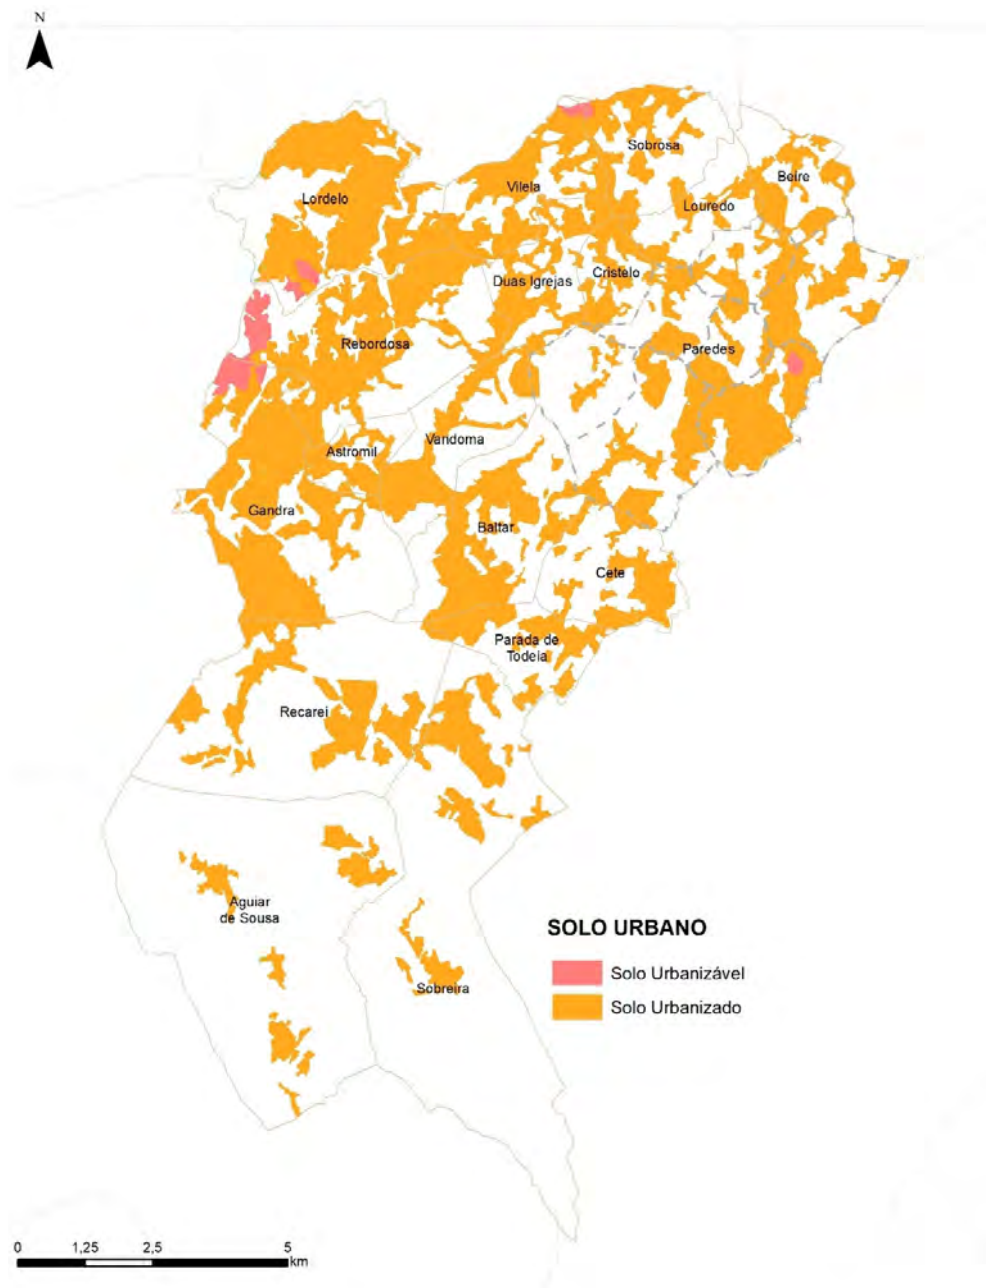 N
Sobrosa
Beire
Vilela
Lordelo
Louredo
Cristelo
Duas Igrejas
Rebordosa
Paredes
Vandoma
Astromil
Gandra
Baltar
Cete
Parada de
Todeia
Recarei
Aguiar
de Sousa
Sobreira
SOLO URBANO
Solo Urbanizável
Solo Urbanizado
0 1,25 2,5 5
km